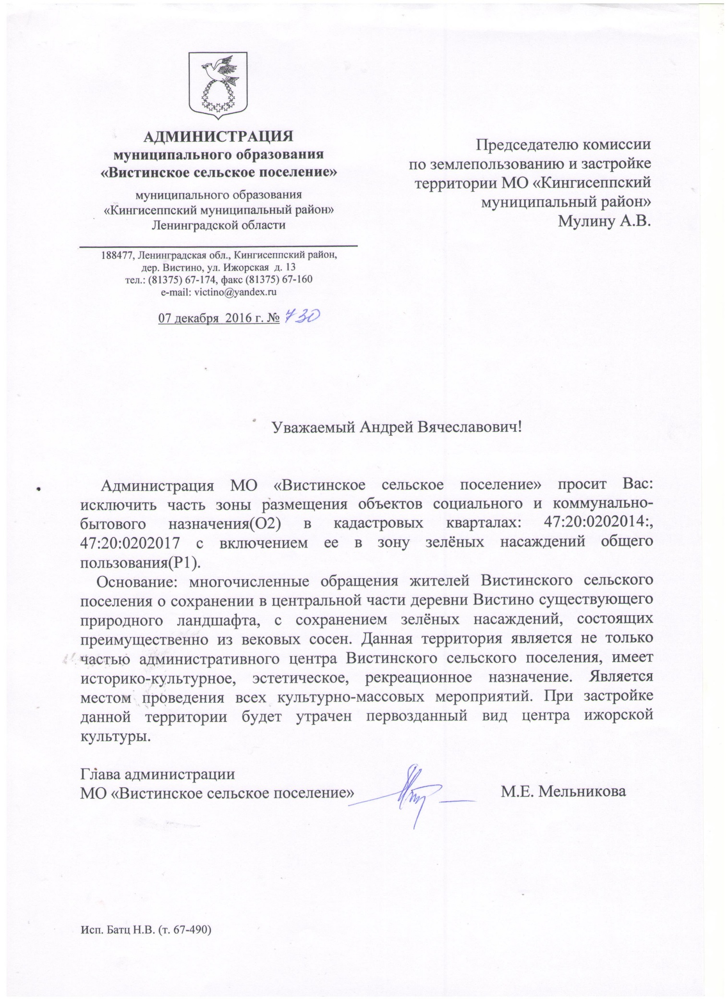 АДМИНИСТРАЦИЯ
муниципального образования
«Вистинское сельское поселение»
муниципального образования
«Кингисеппский муниципальный район»
Ленинградской области
188477, Ленинградская обл., Кингисеппский район,
дер. Вистино, ул. Ижорская д. 13
тел.: (81375) 67-174, факс (81375) 67-160
e-mail: victino@yandex.ru
07 декабря 2016 г. № 730
Председателю комиссии
по землепользованию и застройке
территории МО «Кингисеппский
муниципальный район»
Мулину А.В.
Уважаемый Андрей Вячеславович!
Администрация МО «Вистинское сельское поселение» просит Вас:
исключить часть зоны размещения объектов социального и коммунально-
бытового назначения(О2) в кадастровых кварталах: 47:20:0202014:,
47:20:0202017 с включением ее в зону зелёных насаждений общего
пользования(Р1).
Основание: многочисленные обращения жителей Вистинского сельского
поселения о сохранении в центральной части деревни Вистино существующего
природного ландшафта, с сохранением зелёных насаждений, состоящих
преимущественно из вековых сосен. Данная территория является не только
частью административного центра Вистинского сельского поселения, имеет
историко-культурное, эстетическое, рекреационное назначение. Является
местом проведения всех культурно-массовых мероприятий. При застройке
данной территории будет утрачен первозданный вид центра ижорской
культуры.
Глава администрации
МО «Вистинское сельское поселение» М.Е. Мельникова
Исп. Батц Н.В. (т. 67-490)